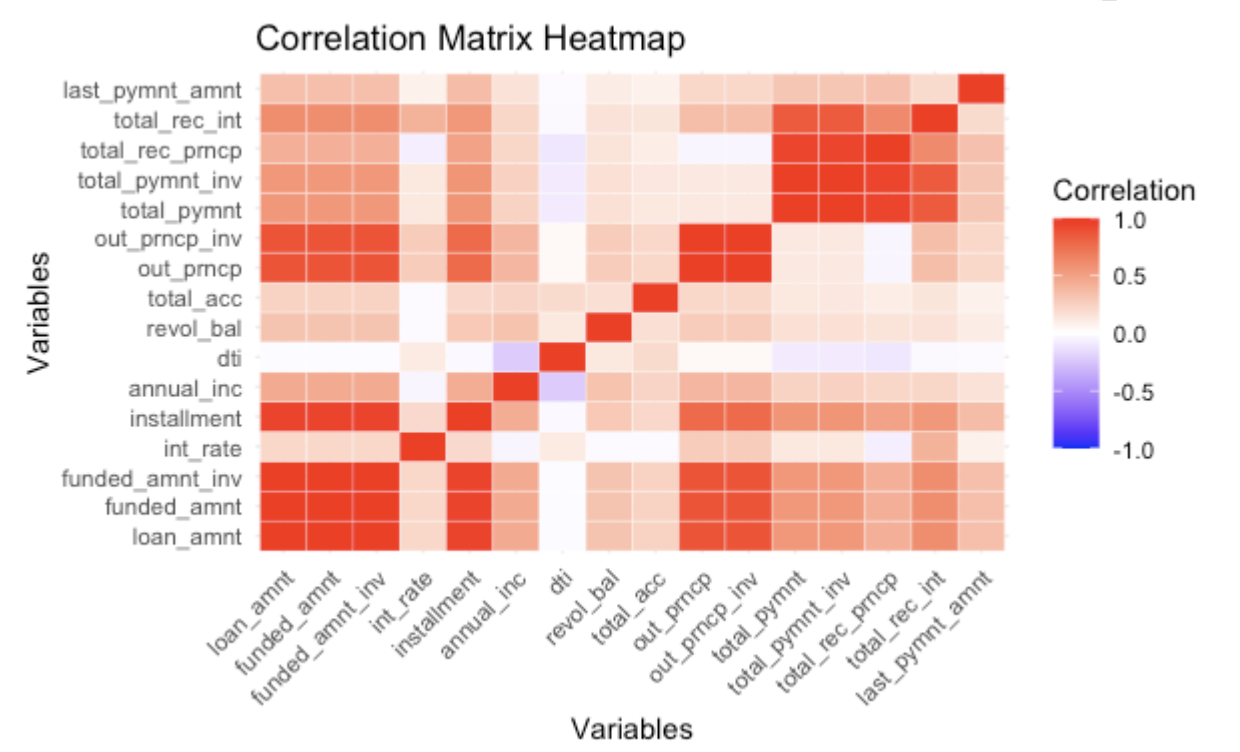 Correlation Matrix Heatmap
last_pymnt_amnt
total_rec_int
total_rec_prncp
total_pymnt_inv
total_pymnt
out_prncp_inv
out_prncp
total_acc
revol_bal
dti
annual_inc
installment
int_rate
funded_amnt_inv
funded_amnt
loan_amnt
Variables
loan_amnt
funded_amnt
funded_amnt_inv
int_rate
installment
annual_inc
dti
revol_bal
total_acc
out_prncp
out_prncp_inv
total_pymnt
total_pymnt_inv
total_rec_prncp
total_rec_int
last_pymnt_amnt
Variables
Correlation
1.0
0.5
0.0
-0.5
-1.0